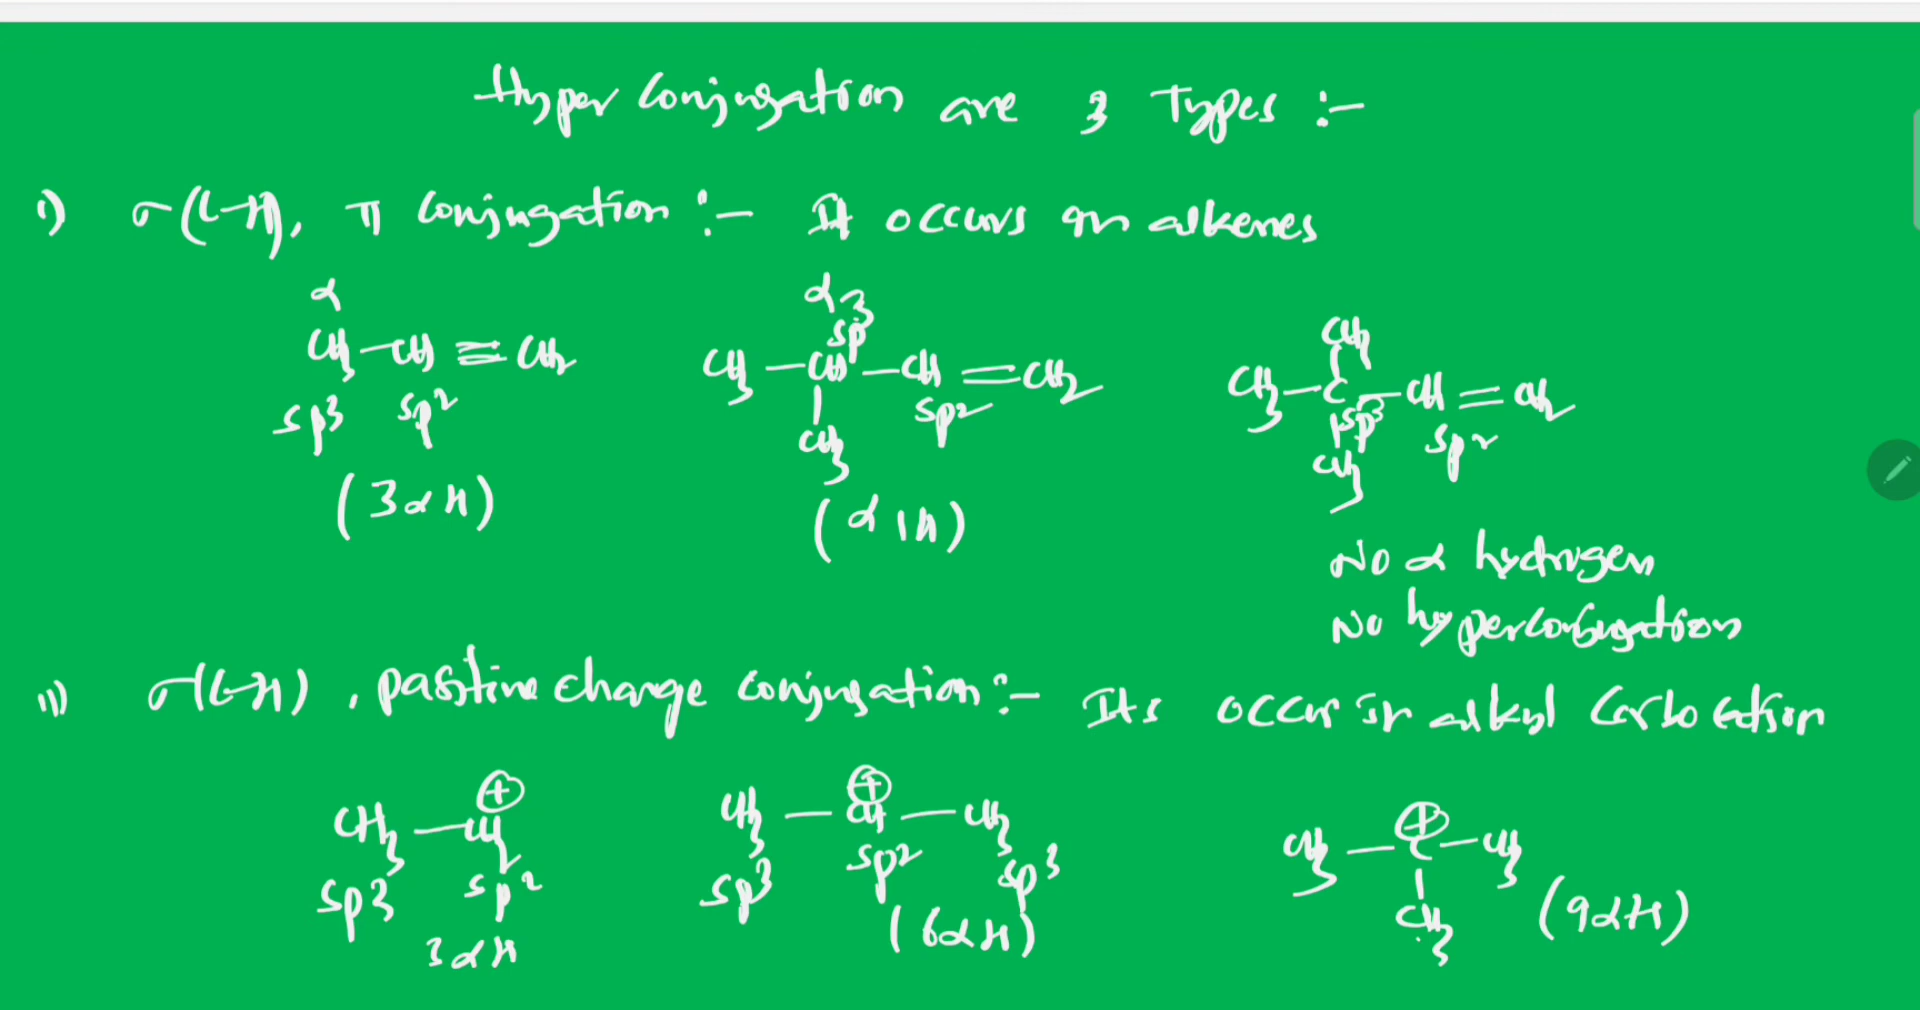 Hyper Conjugation are 3 Types :-
i) σ(C-H), π Conjugation :- It occurs in alkenes
α
CH3-CH=CH2
sp3 sp2
(3αH)
α
sp3
CH3-CH-CH=CH2
sp2
CH3
(α1H)
CH3
CH3-C-CH=CH2
sp3
sp2
CH3
No α hydrogen
No hyperconjugation
ii) σ(C-H), positive charge conjugation :- Its occur in alkyl Carbocation
⊕
CH3-CH2
sp3 sp2
3αH
⊕
CH3-CH-CH3
sp3 sp2 sp3
(6αH)
⊕
CH3-C-CH3
CH3
(9αH)